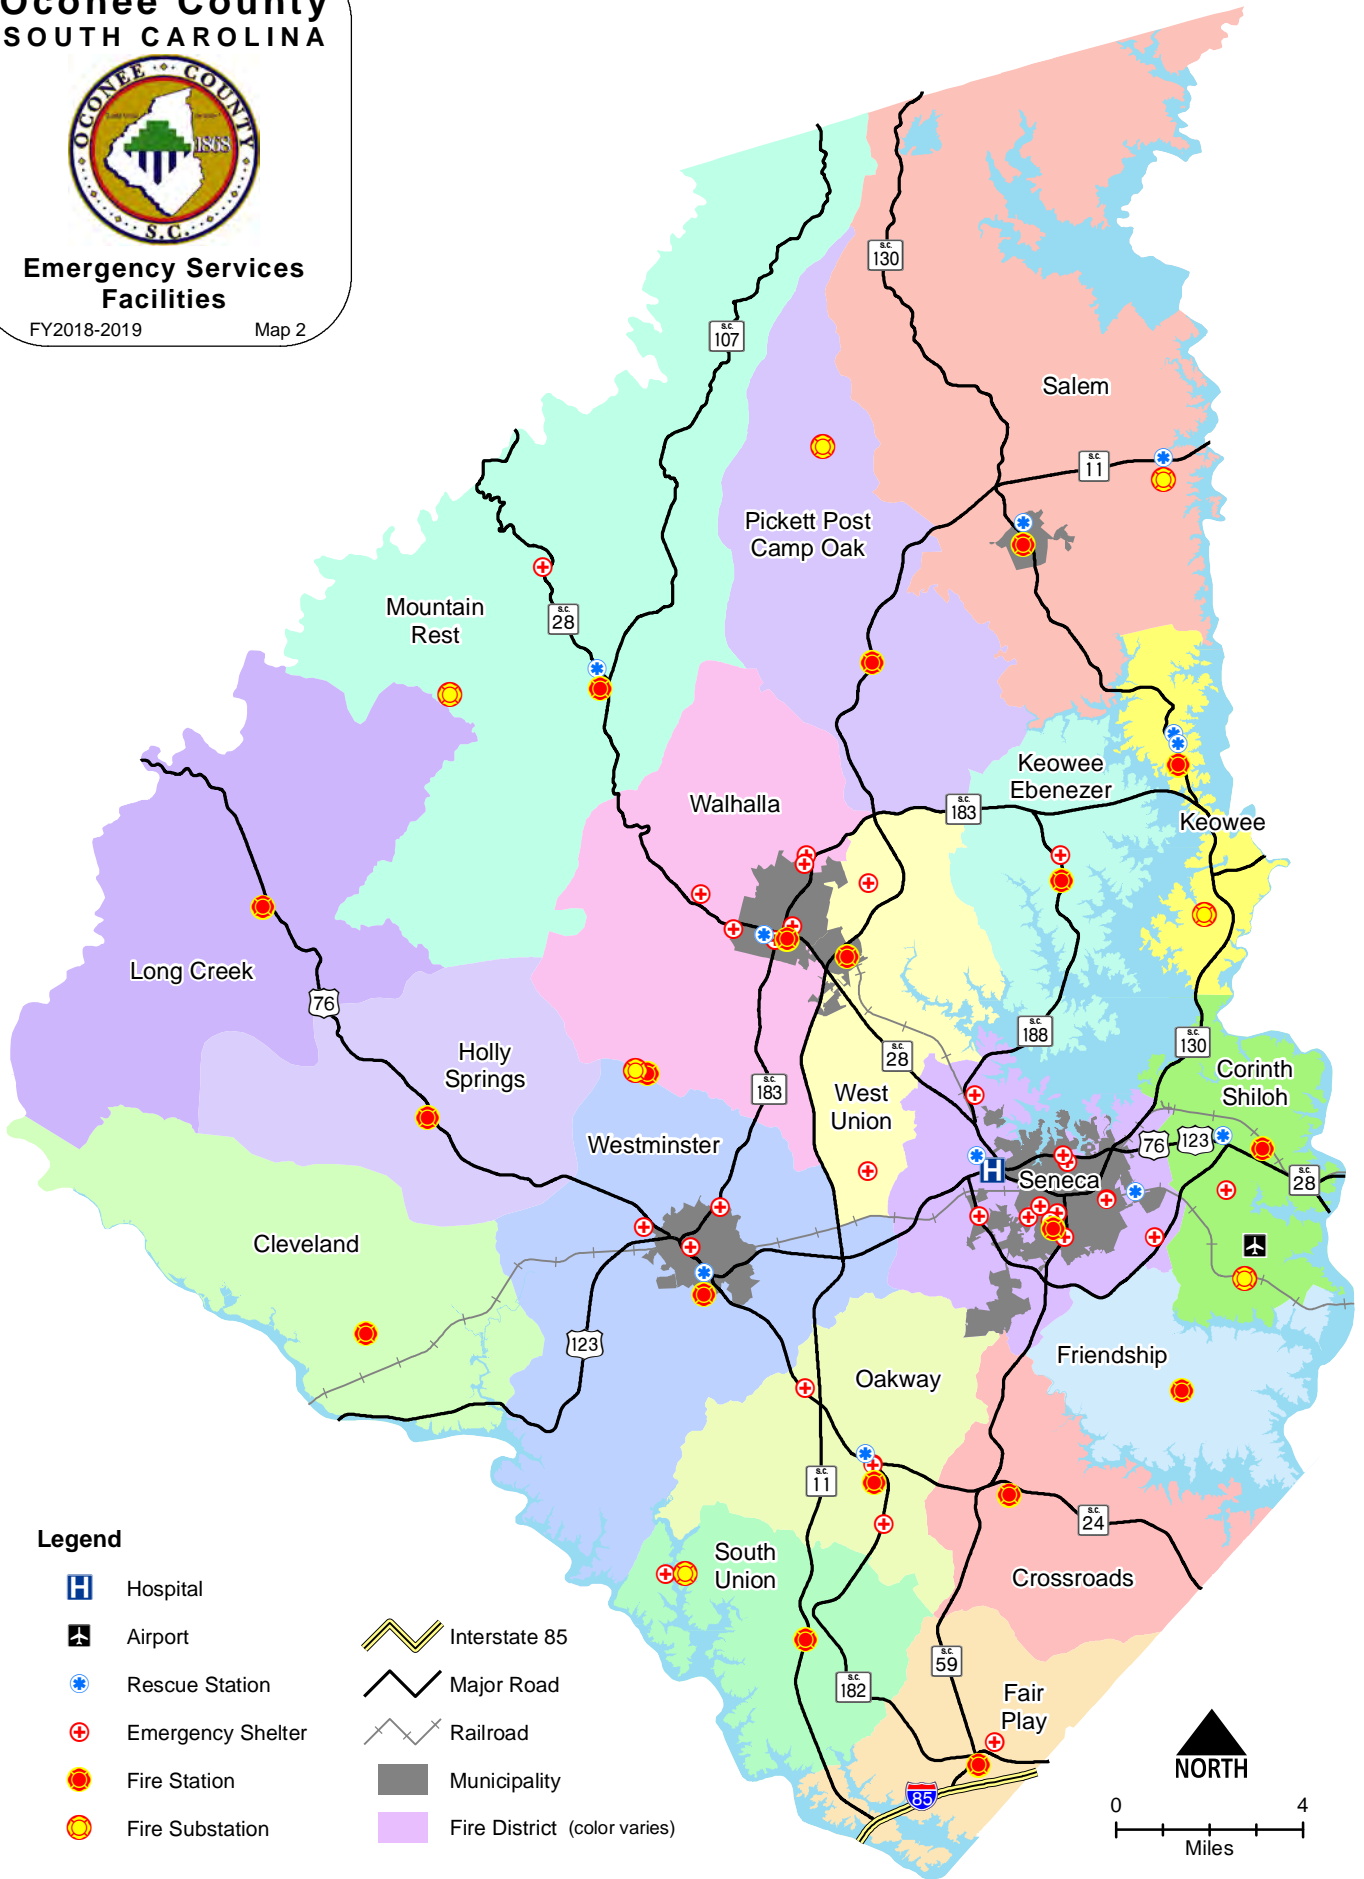 Oconee County
SOUTH CAROLINA
OCONEE COUNTY
1868
S.C.
Emergency Services
Facilities
FY2018-2019 Map 2
S.C.
130
S.C.
107
Salem
S.C.
11
Pickett Post
Camp Oak
Mountain
Rest
S.C.
28
Keowee
Ebenezer
Walhalla
S.C.
183
Keowee
Long Creek
76
S.C.
188
S.C.
130
Holly
Springs
S.C.
28
Corinth
Shiloh
S.C.
183
West
Union
Westminster
76
123
Seneca
H
S.C.
28
Cleveland
123
Friendship
Oakway
S.C.
11
S.C.
24
South
Union
Crossroads
S.C.
59
S.C.
182
Fair
Play
85
Legend
H Hospital
Airport
Rescue Station
Emergency Shelter
Fire Station
Fire Substation
Interstate 85
Major Road
Railroad
Municipality
Fire District (color varies)
NORTH
0 4
Miles